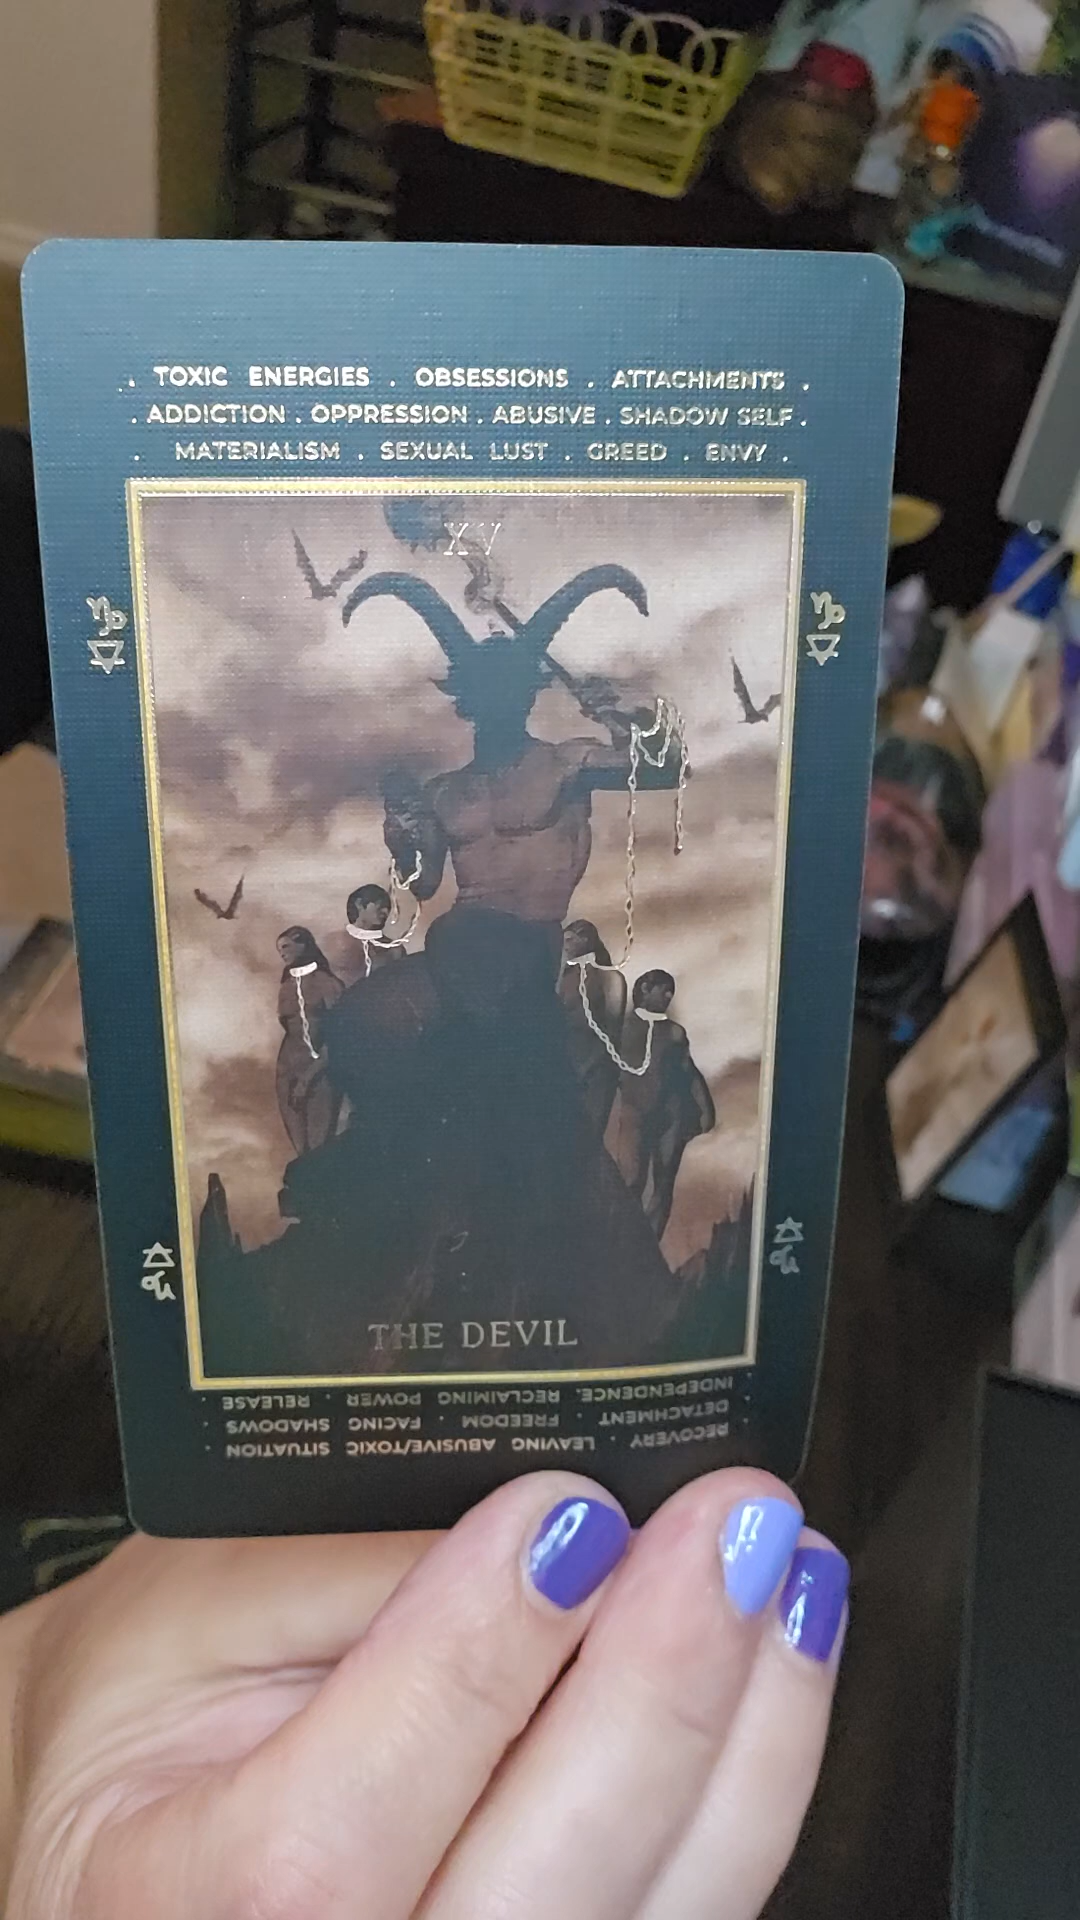 . TOXIC ENERGIES . OBSESSIONS . ATTACHMENTS .
. ADDICTION . OPPRESSION . ABUSIVE . SHADOW SELF .
. MATERIALISM . SEXUAL LUST . GREED . ENVY .
XV
THE DEVIL
. RECOVERY . LEAVING ABUSIVE/TOXIC SITUATION .
. DETACHMENT . FREEDOM . FACING SHADOWS .
. INDEPENDENCE. RECLAIMING POWER . RELEASE .